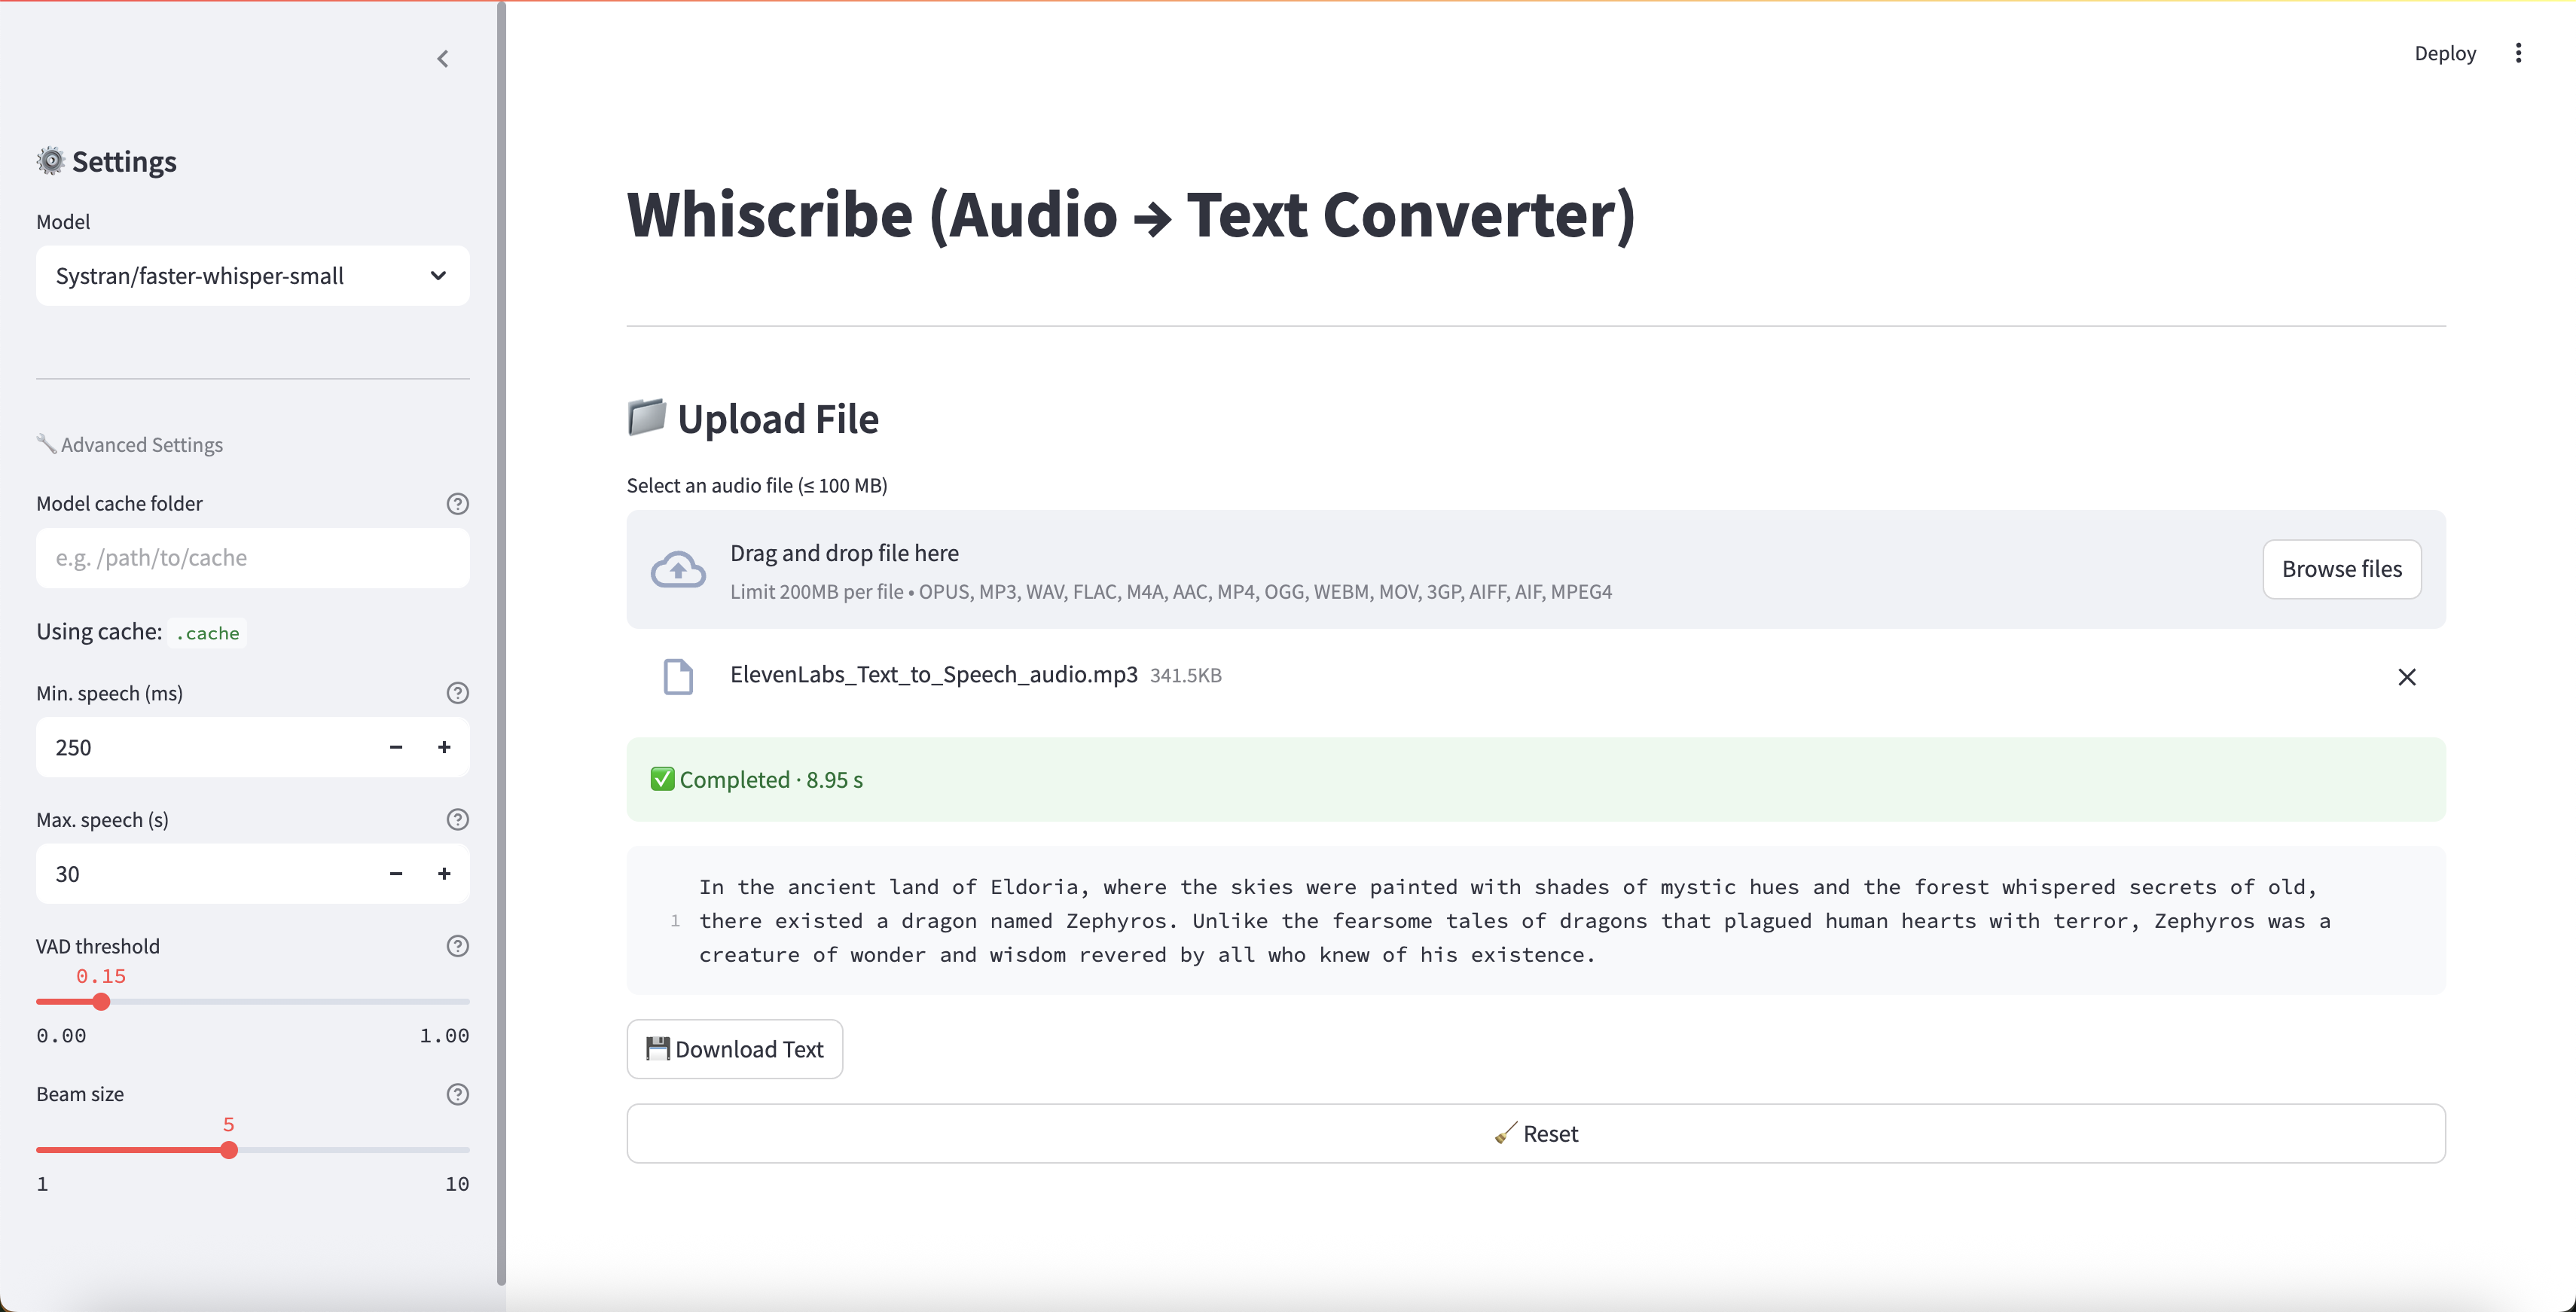 Deploy
Settings
Model
Systran/faster-whisper-small
Advanced Settings
Model cache folder
e.g. /path/to/cache
Using cache: .cache
Min. speech (ms)
250
Max. speech (s)
30
VAD threshold
0.15
0.00 1.00
Beam size
5
1 10
Whiscribe (Audio → Text Converter)
Upload File
Select an audio file (≤ 100 MB)
Drag and drop file here
Limit 200MB per file • OPUS, MP3, WAV, FLAC, M4A, AAC, MP4, OGG, WEBM, MOV, 3GP, AIFF, AIF, MPEG4
Browse files
ElevenLabs_Text_to_Speech_audio.mp3 341.5KB
Completed · 8.95 s
In the ancient land of Eldoria, where the skies were painted with shades of mystic hues and the forest whispered secrets of old,
1 there existed a dragon named Zephyros. Unlike the fearsome tales of dragons that plagued human hearts with terror, Zephyros was a
creature of wonder and wisdom revered by all who knew of his existence.
Download Text
Reset